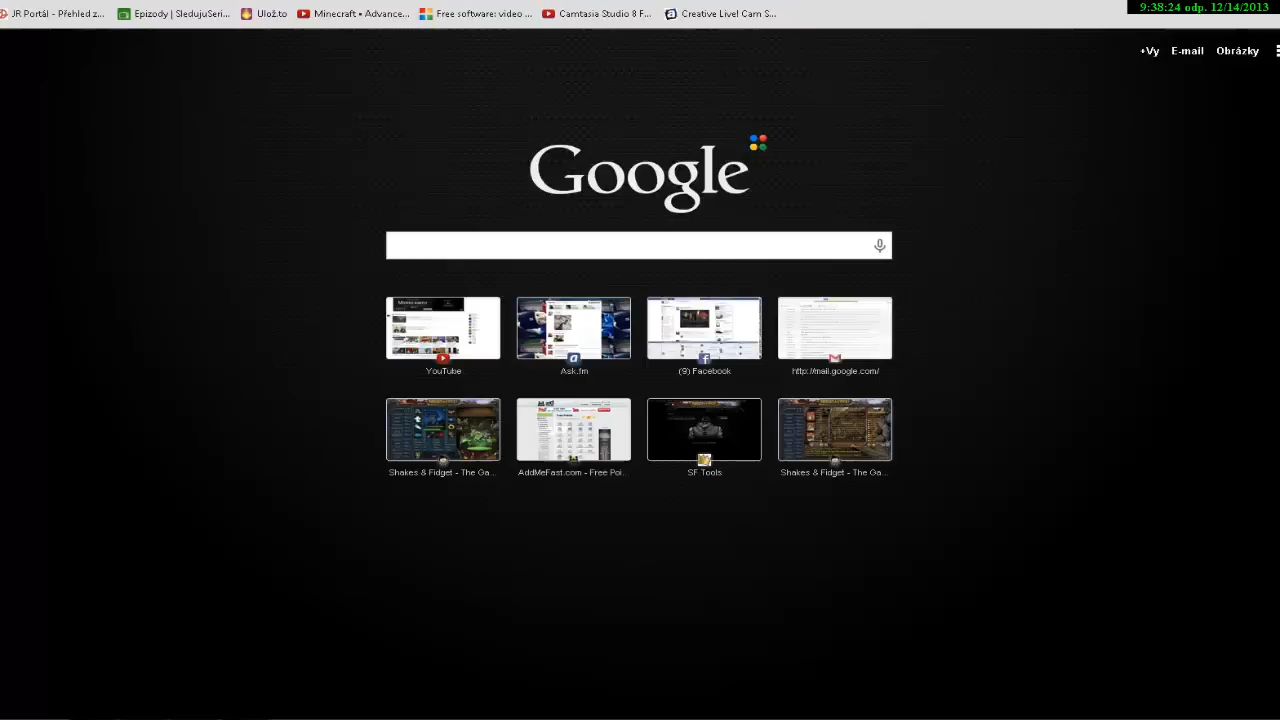 JR Portál - Přehled z...
Epizody | SledujuSeri...
Ulož.to
Minecraft • Advance...
Free software video ...
Camtasia Studio 8 F...
Creative Live! Cam S...
9:38:24 odp. 12/14/2013
+Vy E-mail Obrázky
Google
YouTube
Ask.fm
(9) Facebook
http://mail.google.com/
Shakes & Fidget - The Ga...
AddMeFast.com - Free Poi...
SF Tools
Shakes & Fidget - The Ga...